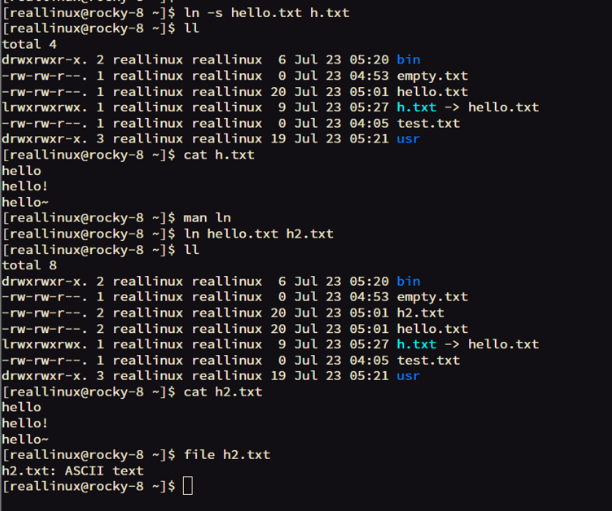 [reallinux@rocky-8 ~]$ ln -s hello.txt h.txt
[reallinux@rocky-8 ~]$ ll
total 4
drwxrwxr-x. 2 reallinux reallinux  6 Jul 23 05:20 bin
-rw-rw-r--. 1 reallinux reallinux  0 Jul 23 04:53 empty.txt
-rw-rw-r--. 1 reallinux reallinux 20 Jul 23 05:01 hello.txt
lrwxrwxrwx. 1 reallinux reallinux  9 Jul 23 05:27 h.txt -> hello.txt
-rw-rw-r--. 1 reallinux reallinux  0 Jul 23 04:05 test.txt
drwxrwxr-x. 3 reallinux reallinux 19 Jul 23 05:21 usr
[reallinux@rocky-8 ~]$ cat h.txt
hello
hello!
hello~
[reallinux@rocky-8 ~]$ man ln
[reallinux@rocky-8 ~]$ ln hello.txt h2.txt
[reallinux@rocky-8 ~]$ ll
total 8
drwxrwxr-x. 2 reallinux reallinux  6 Jul 23 05:20 bin
-rw-rw-r--. 1 reallinux reallinux  0 Jul 23 04:53 empty.txt
-rw-rw-r--. 2 reallinux reallinux 20 Jul 23 05:01 h2.txt
-rw-rw-r--. 2 reallinux reallinux 20 Jul 23 05:01 hello.txt
lrwxrwxrwx. 1 reallinux reallinux  9 Jul 23 05:27 h.txt -> hello.txt
-rw-rw-r--. 1 reallinux reallinux  0 Jul 23 04:05 test.txt
drwxrwxr-x. 3 reallinux reallinux 19 Jul 23 05:21 usr
[reallinux@rocky-8 ~]$ cat h2.txt
hello
hello!
hello~
[reallinux@rocky-8 ~]$ file h2.txt
h2.txt: ASCII text
[reallinux@rocky-8 ~]$